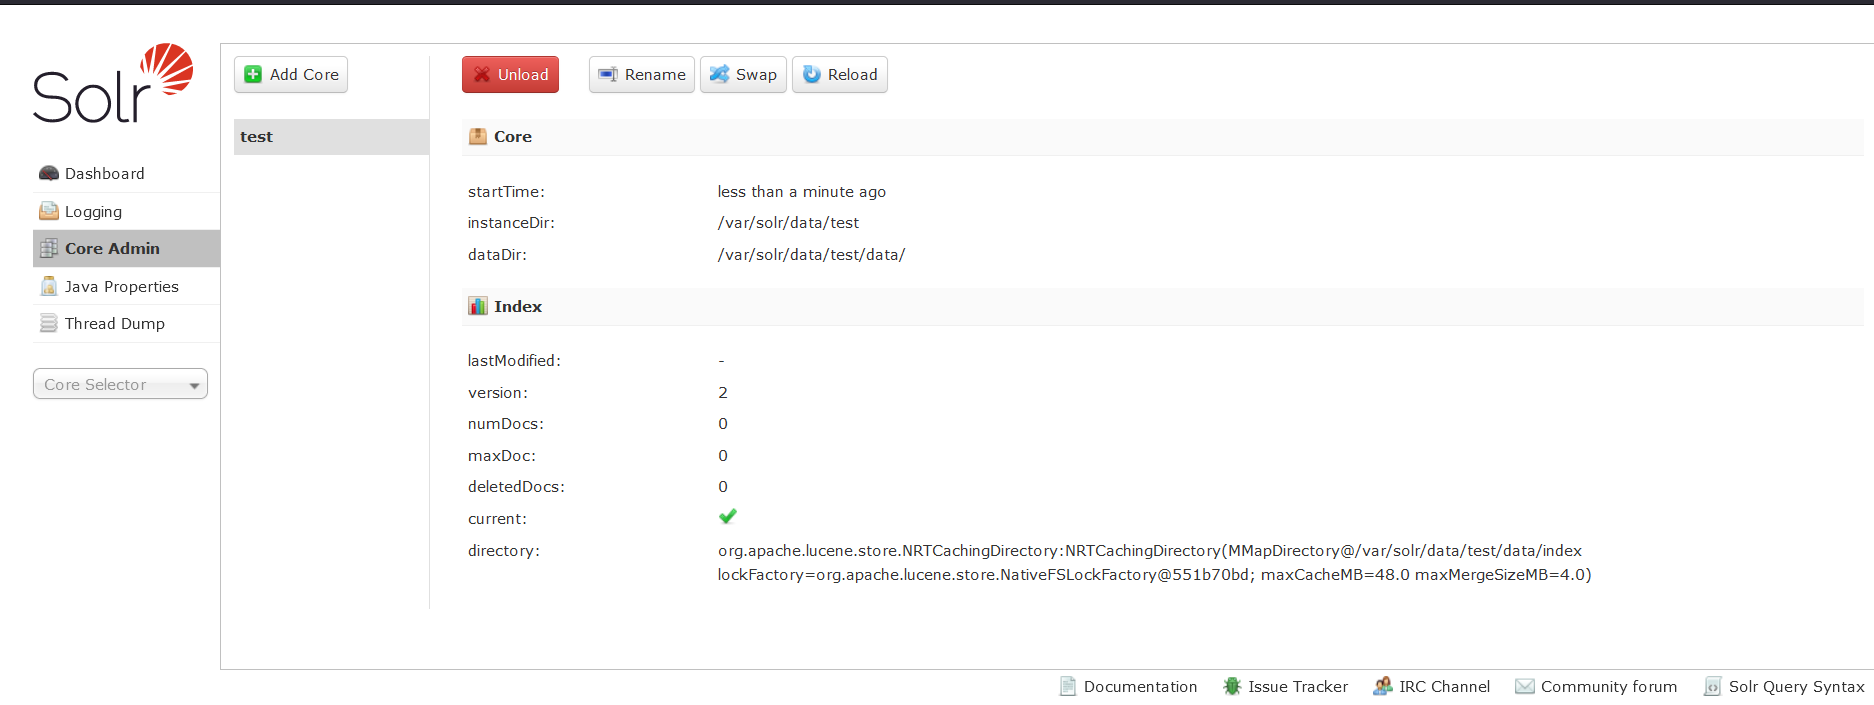 Solr
Dashboard
Logging
Core Admin
Java Properties
Thread Dump
Core Selector
Add Core
test
Unload Rename Swap Reload
Core
startTime: less than a minute ago
instanceDir: /var/solr/data/test
dataDir: /var/solr/data/test/data/
Index
lastModified: -
version: 2
numDocs: 0
maxDoc: 0
deletedDocs: 0
current:
directory: org.apache.lucene.store.NRTCachingDirectory:NRTCachingDirectory(MMapDirectory@/var/solr/data/test/data/index
lockFactory=org.apache.lucene.store.NativeFSLockFactory@551b70bd; maxCacheMB=48.0 maxMergeSizeMB=4.0)
Documentation Issue Tracker IRC Channel Community forum Solr Query Syntax